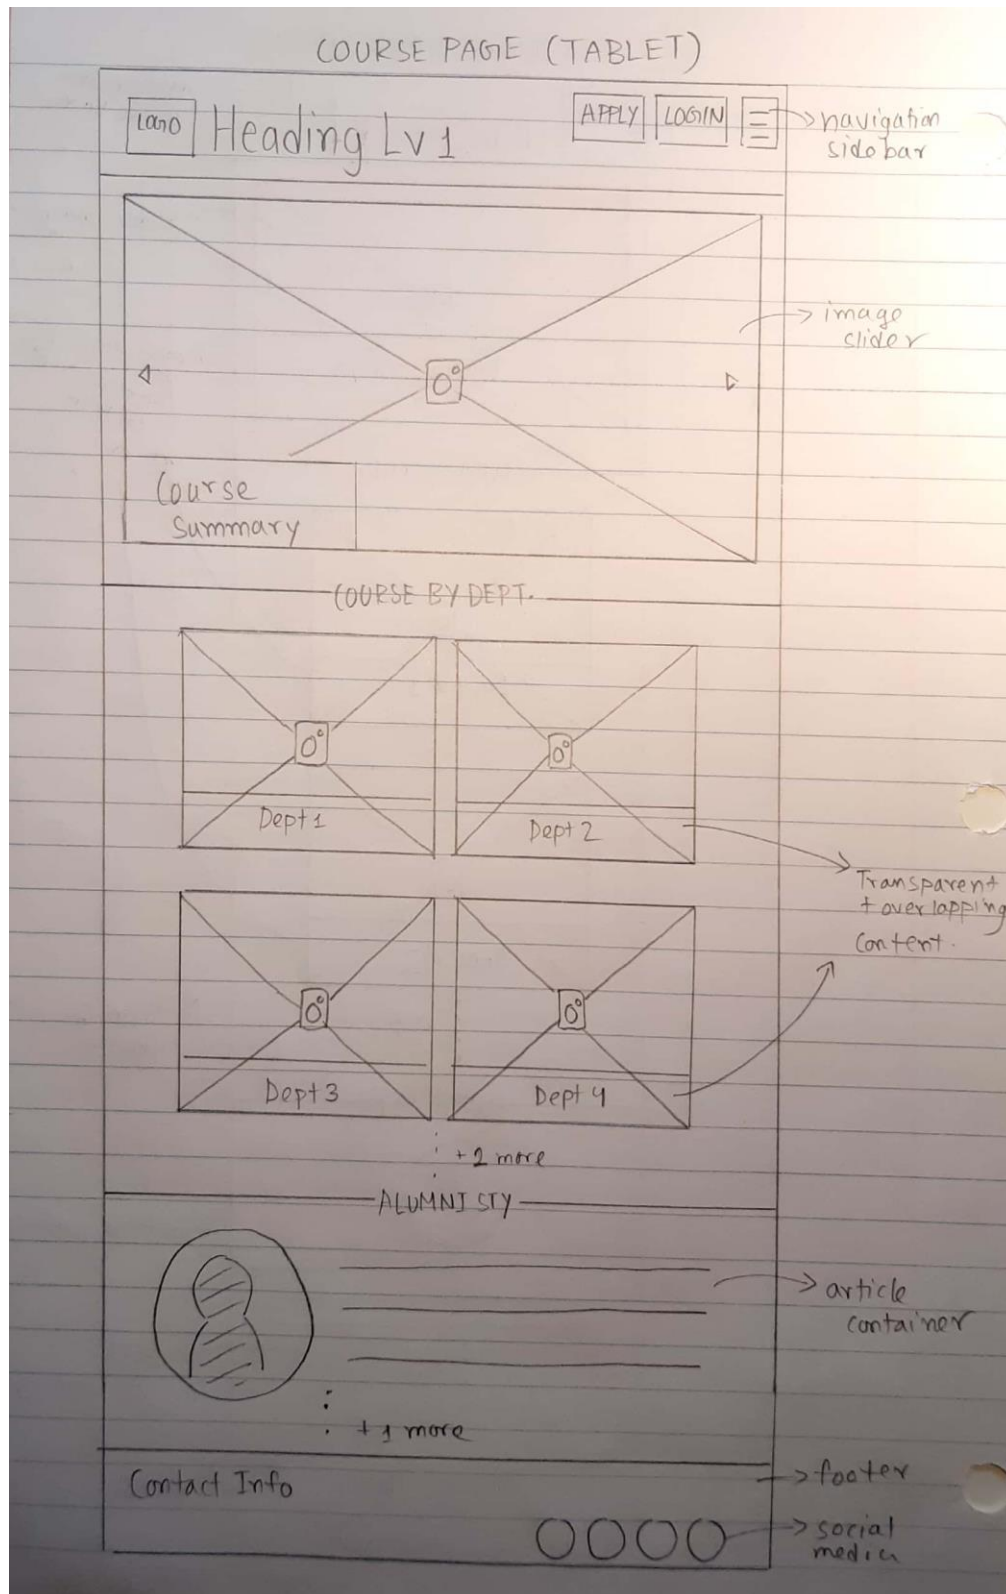 COURSE PAGE (TABLET)
LOGO
Heading Lv 1
APPLY
LOGIN
navigation
sidebar
image
slider
Course
Summary
COURSE BY DEPT.
Dept 1
Dept 2
Transparent
+ overlapping
Content.
Dept 3
Dept 4
+2 more
ALUMNI STY
article
container
+1 more
Contact Info
footer
social
media